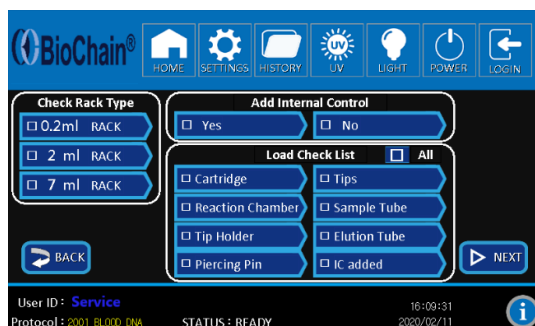 BioChain®
HOME SETTINGS HISTORY UV LIGHT POWER LOGIN
Check Rack Type
0.2ml RACK
2 ml RACK
7 ml RACK
Add Internal Control
Yes No
Load Check List All
Cartridge Tips
Reaction Chamber Sample Tube
Tip Holder Elution Tube
Piercing Pin IC added
BACK NEXT
User ID : Service 16:09:31
Protocol : 2001 BLOOD DNA STATUS : READY 2020/02/11